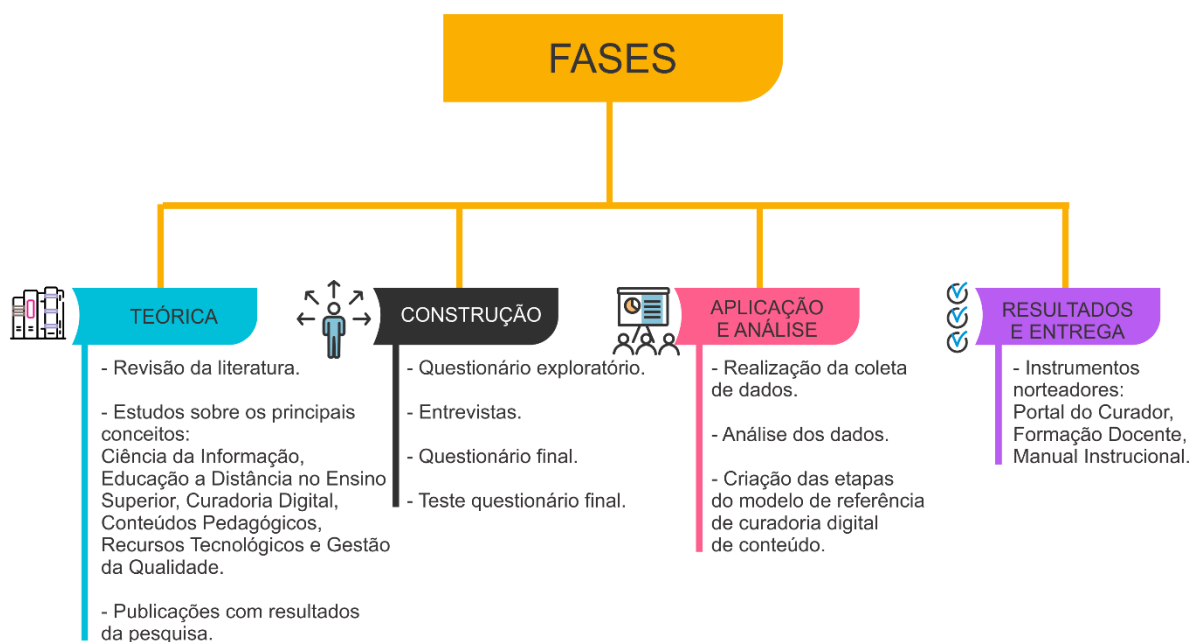 FASES
TEÓRICA
- Revisão da literatura.
- Estudos sobre os principais
conceitos:
Ciência da Informação,
Educação a Distância no Ensino
Superior, Curadoria Digital,
Conteúdos Pedagógicos,
Recursos Tecnológicos e Gestão
da Qualidade.
- Publicações com resultados
da pesquisa.
CONSTRUÇÃO
- Questionário exploratório.
- Entrevistas.
- Questionário final.
- Teste questionário final.
APLICAÇÃO
E ANÁLISE
- Realização da coleta
de dados.
- Análise dos dados.
- Criação das etapas
do modelo de referência
de curadoria digital
de conteúdo.
RESULTADOS
E ENTREGA
- Instrumentos
norteadores:
Portal do Curador,
Formação Docente,
Manual Instrucional.